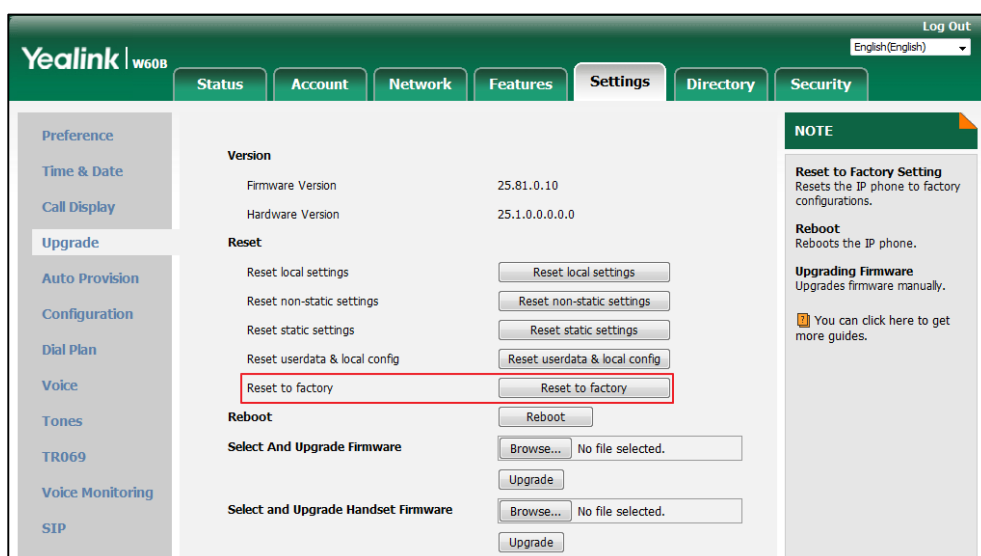 Log Out
English(English)
Yealink W60B
Status Account Network Features Settings Directory Security
Preference
Time & Date
Call Display
Upgrade
Auto Provision
Configuration
Dial Plan
Voice
Tones
TR069
Voice Monitoring
SIP
Version
Firmware Version 25.81.0.10
Hardware Version 25.1.0.0.0.0.0
Reset
Reset local settings Reset local settings
Reset non-static settings Reset non-static settings
Reset static settings Reset static settings
Reset userdata & local config Reset userdata & local config
Reset to factory Reset to factory
Reboot Reboot
Select And Upgrade Firmware Browse... No file selected.
Upgrade
Select and Upgrade Handset Firmware Browse... No file selected.
Upgrade
NOTE
Reset to Factory Setting
Resets the IP phone to factory
configurations.
Reboot
Reboots the IP phone.
Upgrading Firmware
Upgrades firmware manually.
? You can click here to get
more guides.